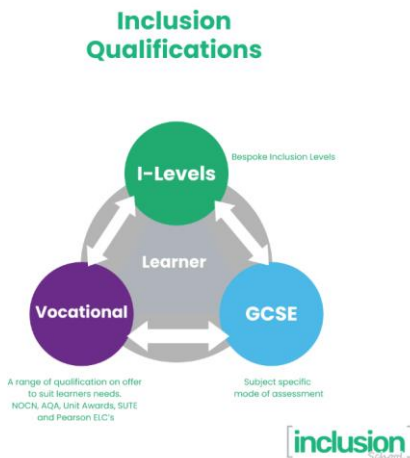 Inclusion
Qualifications
I-Levels
Bespoke Inclusion Levels
Learner
Vocational
GCSE
A range of qualification on offer
to suit learners needs.
NOCN, AQA, Unit Awards, SUTE
and Pearson ELC's
Subject specific
mode of assessment
[inclusion
School]